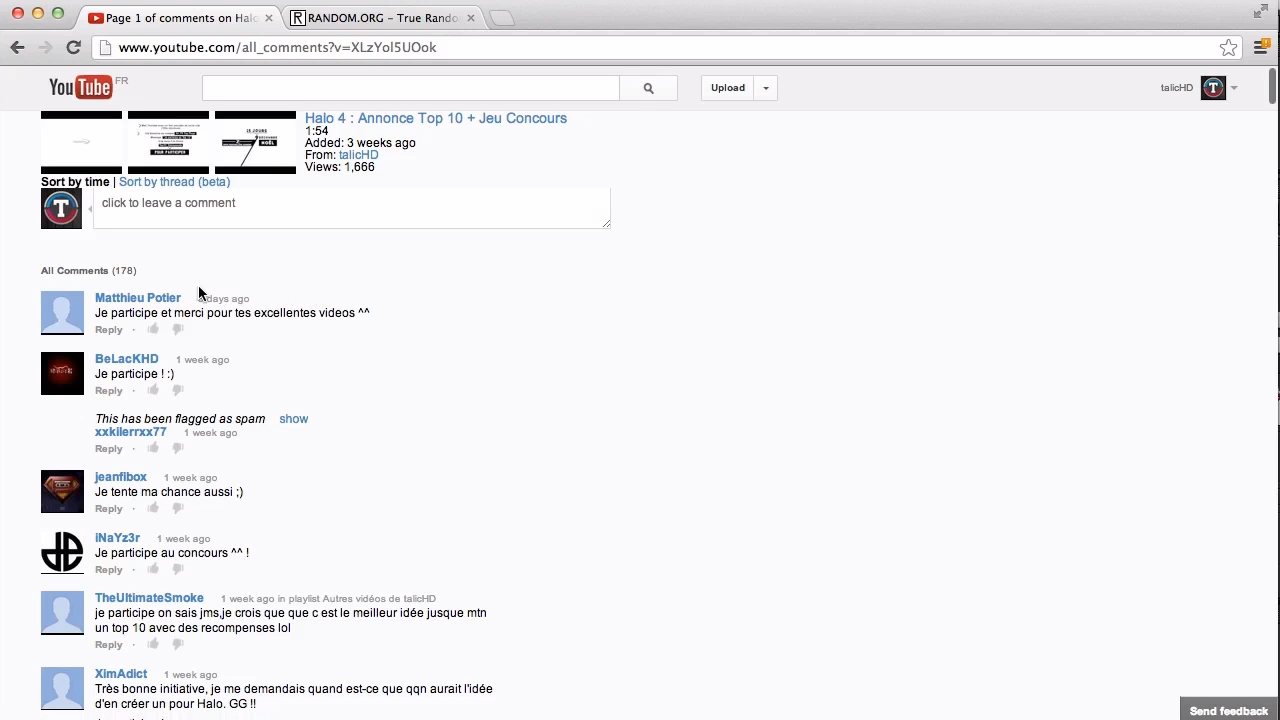 Page 1 of comments on Halo
RANDOM.ORG - True Rando
www.youtube.com/all_comments?v=XLzYol5UOok
YouTube FR
Upload
talicHD
Halo 4 : Annonce Top 10 + Jeu Concours
1:54
Added: 3 weeks ago
From: talicHD
Views: 1,666
Sort by time | Sort by thread (beta)
click to leave a comment
All Comments (178)
Matthieu Potier days ago
Je participe et merci pour tes excellentes videos ^^
Reply ·
BeLacKHD 1 week ago
Je participe ! :)
Reply ·
This has been flagged as spam show
xxkilerrxx77 1 week ago
Reply ·
jeanfibox 1 week ago
Je tente ma chance aussi ;)
Reply ·
iNaYz3r 1 week ago
Je participe au concours ^^ !
Reply ·
TheUltimateSmoke 1 week ago in playlist Autres vidéos de talicHD
je participe on sais jms,je crois que que c est le meilleur idée jusque mtn
un top 10 avec des recompenses lol
Reply ·
XimAdict 1 week ago
Très bonne initiative, je me demandais quand est-ce que qqn aurait l'idée
d'en créer un pour Halo. GG !!
Send feedback